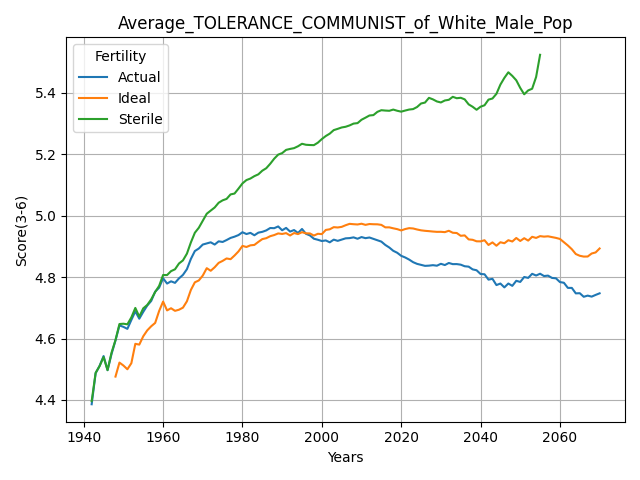 Average_TOLERANCE_COMMUNIST_of_White_Male_Pop
Fertility
Actual
Ideal
Sterile
Score(3-6)
5.4
5.2
5.0
4.8
4.6
4.4
1940 1960 1980 2000 2020 2040 2060
Years